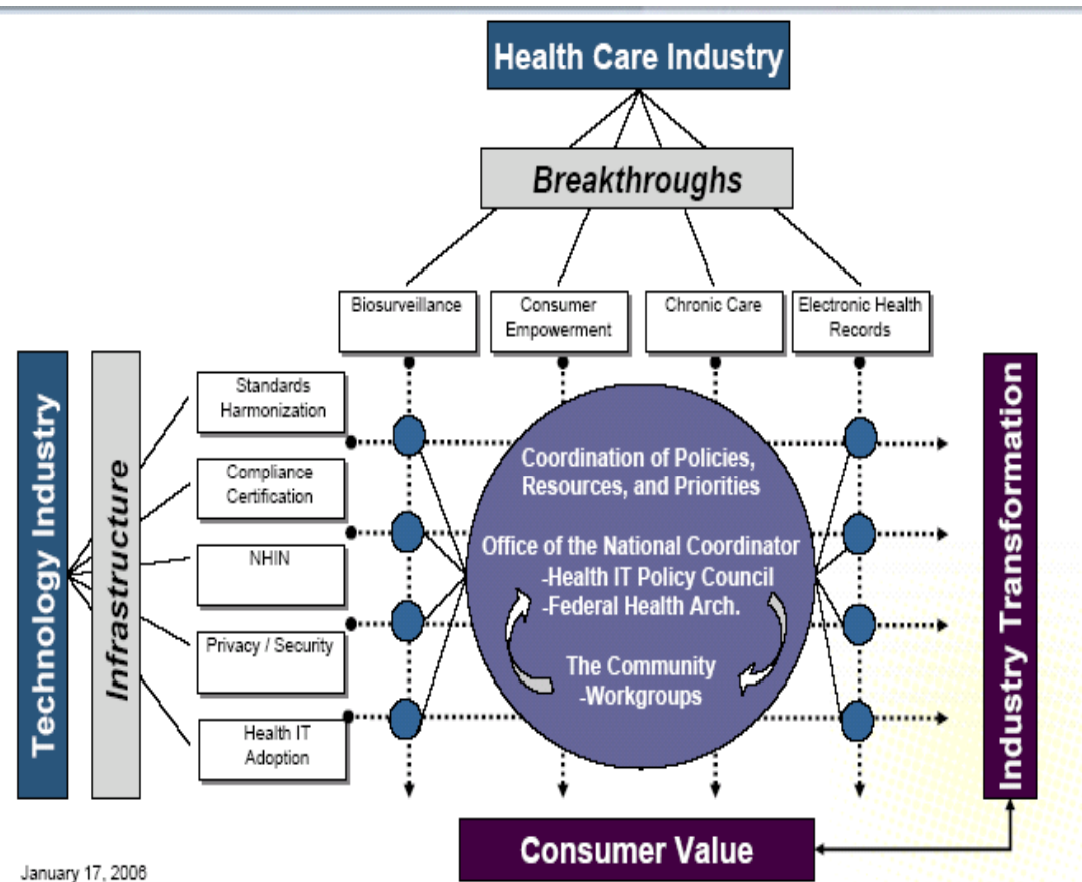 Health Care Industry
Breakthroughs
Biosurveillance
Consumer
Empowerment
Chronic Care
Electronic Health
Records
Technology Industry
Infrastructure
Standards
Harmonization
Compliance
Certification
NHIN
Privacy / Security
Health IT
Adoption
Coordination of Policies,
Resources, and Priorities
Office of the National Coordinator
-Health IT Policy Council
-Federal Health Arch.
The Community
-Workgroups
Industry Transformation
Consumer Value
January 17, 2006